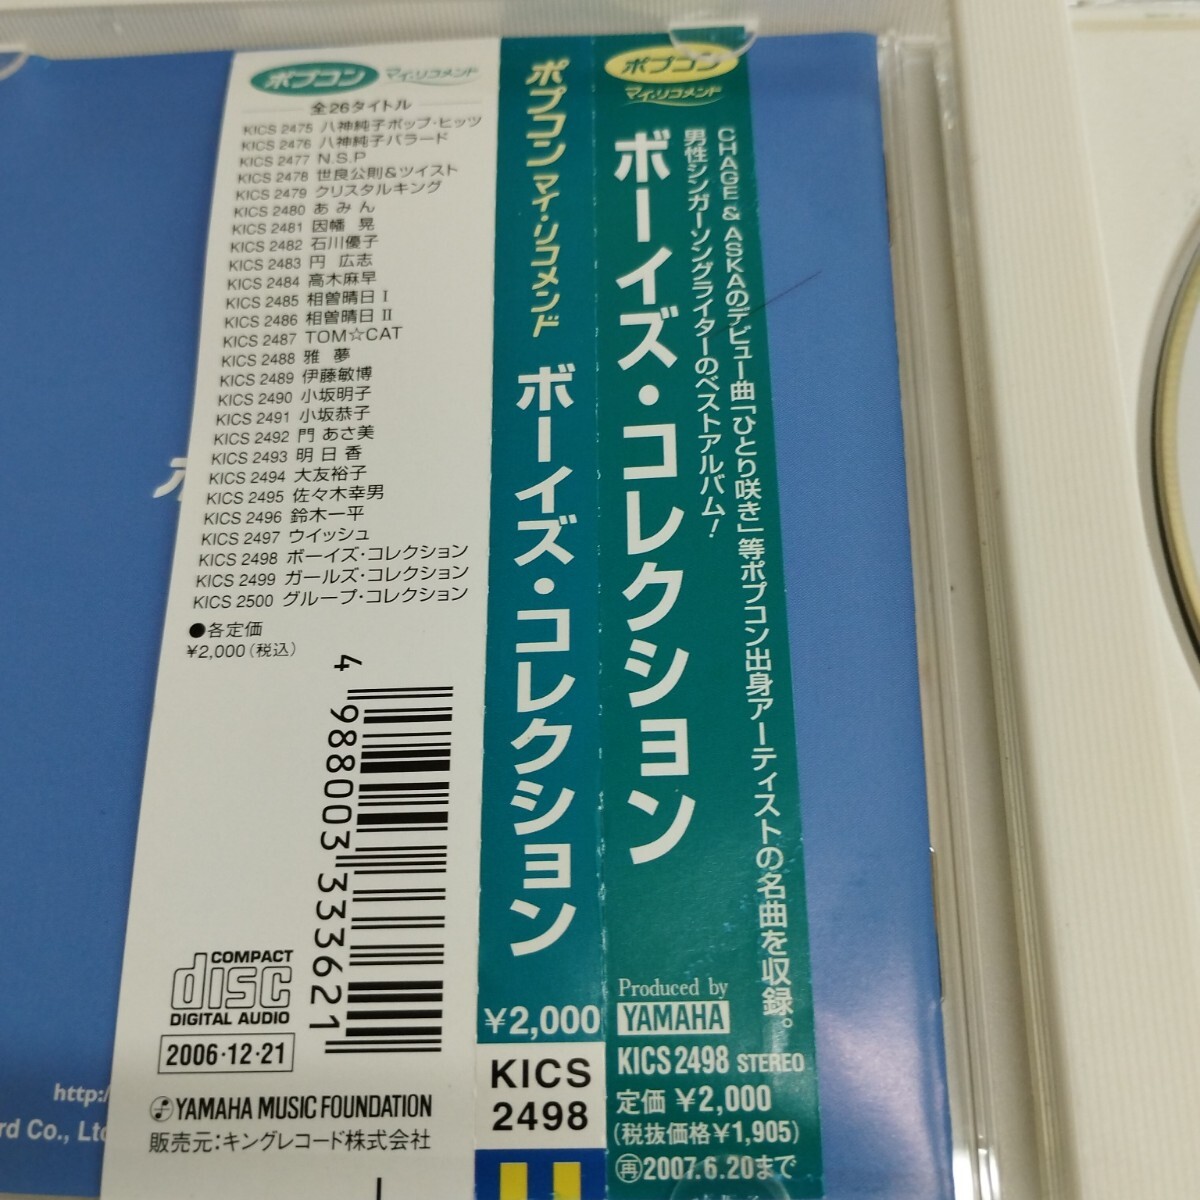 ポプコン マイ・リコメンド
全26タイトル
KICS 2475 八神純子ポップ・ヒッツ
KICS 2476 八神純子バラード
KICS 2477 N.S.P
KICS 2478 世良公則&ツイスト
KICS 2479 クリスタルキング
KICS 2480 あみん
KICS 2481 因幡 晃
KICS 2482 石川優子
KICS 2483 円 広志
KICS 2484 高木麻早
KICS 2485 相曽晴日 I
KICS 2486 相曽晴日 II
KICS 2487 TOM☆CAT
KICS 2488 雅 夢
KICS 2489 伊藤敏博
KICS 2490 小坂明子
KICS 2491 小坂恭子
KICS 2492 門 あさ美
KICS 2493 明日香
KICS 2494 大友裕子
KICS 2495 佐々木幸男
KICS 2496 鈴木一平
KICS 2497 ウイッシュ
KICS 2498 ボーイズ・コレクション
KICS 2499 ガールズ・コレクション
KICS 2500 グループ・コレクション
●各定価
¥2,000(税込)
4 988003 333621
COMPACT
disc
DIGITAL AUDIO
2006・12・21
YAMAHA MUSIC FOUNDATION
販売元:キングレコード株式会社
ポプコン マイ・リコメンド ボーイズ・コレクション
¥2,000
KICS
2498
ポプコン
マイ・リコメンド
CHAGE & ASKAのデビュー曲「ひとり咲き」等ポプコン出身アーティストの名曲を収録。
男性シンガーソングライターのベストアルバム!
ボーイズ・コレクション
Produced by
YAMAHA
KICS 2498 STEREO
定価 ¥2,000
(税抜価格¥1,905)
再2007.6.20まで
http:/
rd Co., Ltd